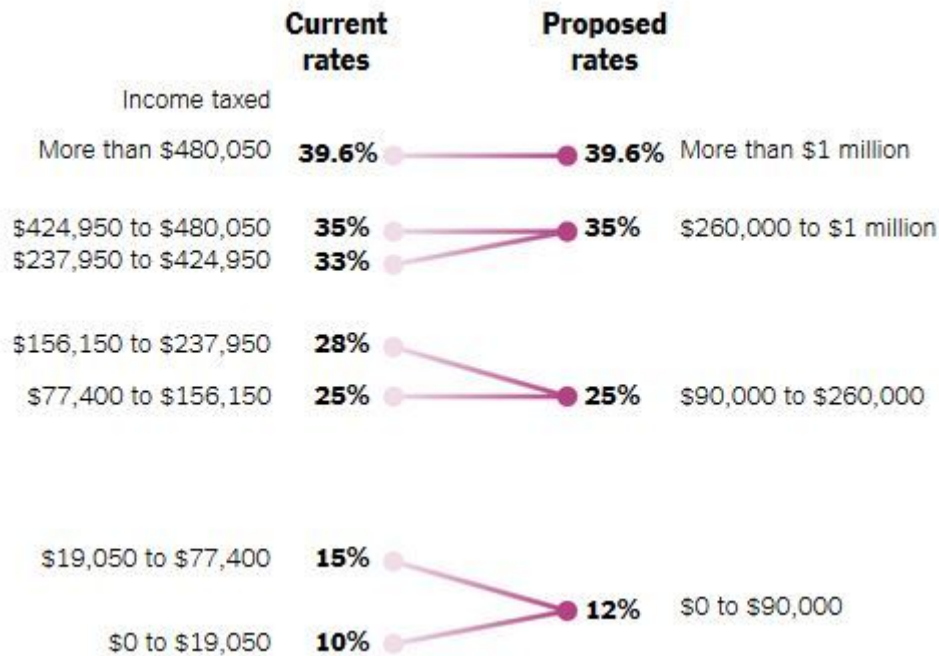 Current rates
Proposed rates
Income taxed
More than $480,050 39.6% 39.6% More than $1 million
$424,950 to $480,050 35% 35% $260,000 to $1 million
$237,950 to $424,950 33%
$156,150 to $237,950 28%
$77,400 to $156,150 25% 25% $90,000 to $260,000
$19,050 to $77,400 15%
12% $0 to $90,000
$0 to $19,050 10%